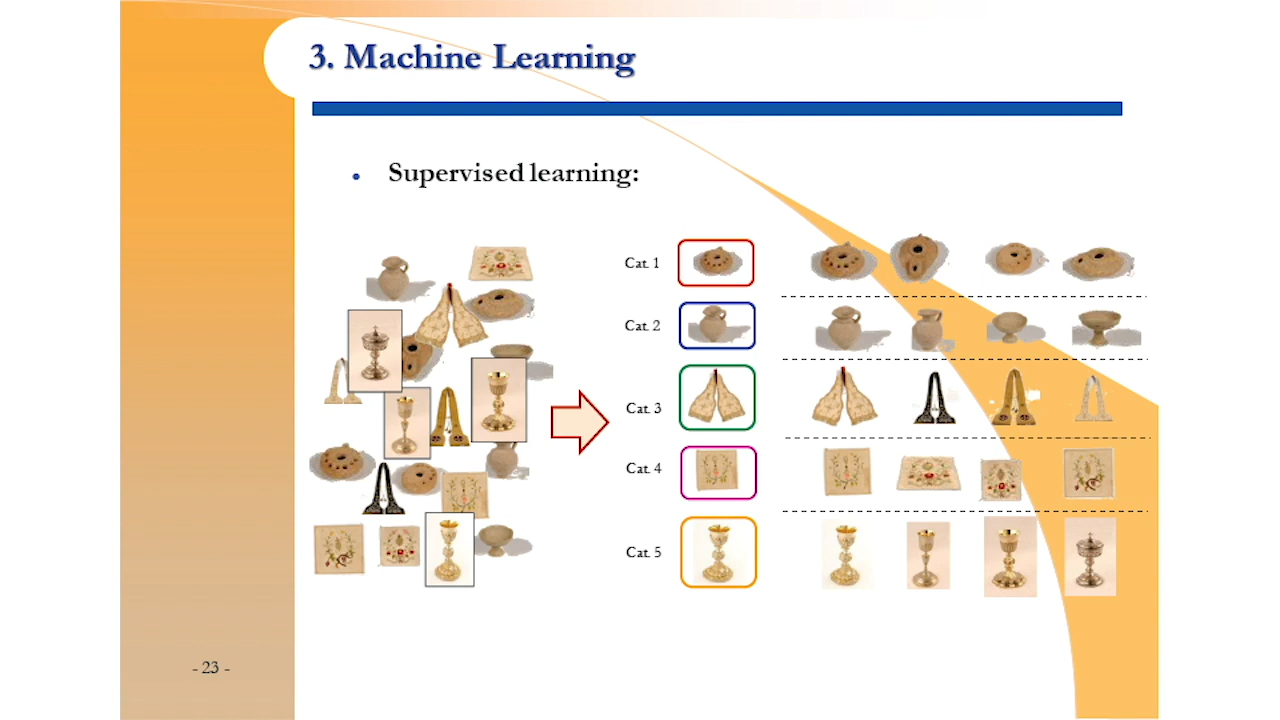 3. Machine Learning
• Supervised learning:
Cat. 1
Cat. 2
Cat. 3
Cat. 4
Cat. 5
- 23 -